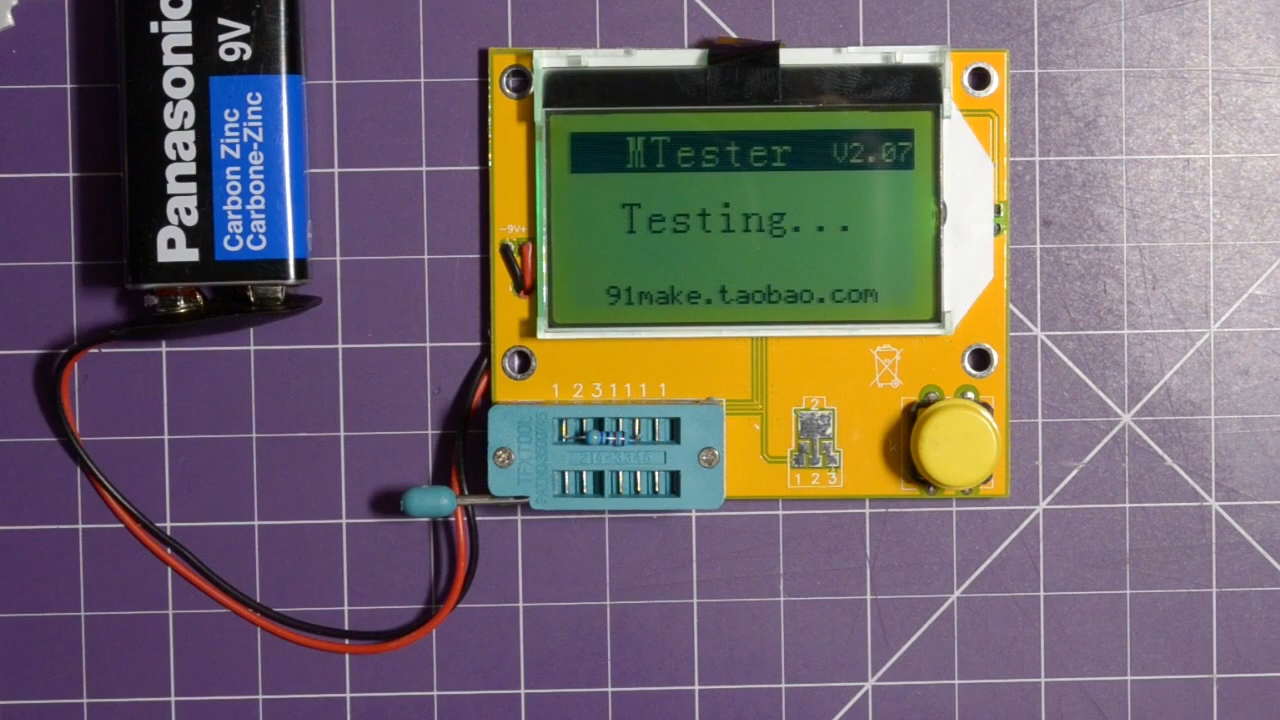 Panasonic
9V
Carbon Zinc
Carbone-Zinc
MTester V2.07
Testing...
91make.taobao.com
-9V+
1 2 3 1 1 1 1
2
1 2 3